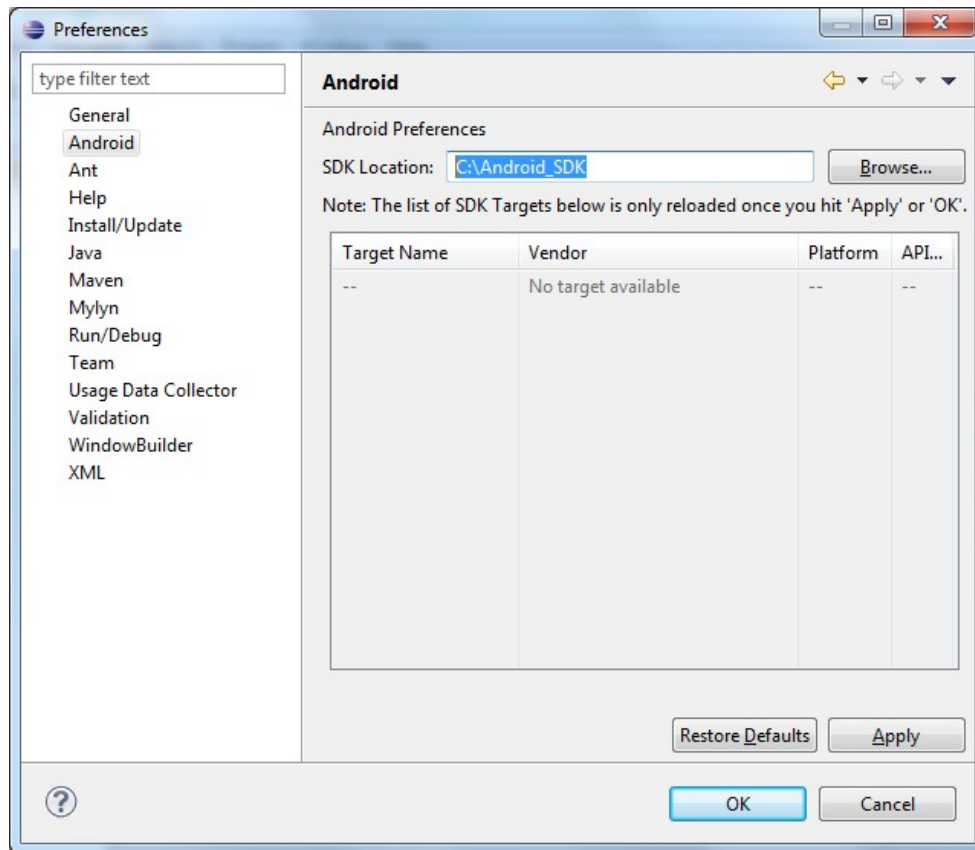 Preferences
type filter text
General
Android
Ant
Help
Install/Update
Java
Maven
Mylyn
Run/Debug
Team
Usage Data Collector
Validation
WindowBuilder
XML
Android
Android Preferences
SDK Location: C:\Android_SDK Browse...
Note: The list of SDK Targets below is only reloaded once you hit 'Apply' or 'OK'.
Target Name Vendor Platform API...
-- No target available -- --
Restore Defaults Apply
? OK Cancel